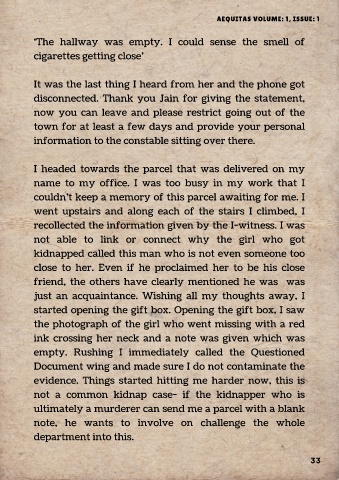 AEQUITAS VOLUME: 1, ISSUE: 1
'The hallway was empty. I could sense the smell of
cigarettes getting close'
It was the last thing I heard from her and the phone got
disconnected. Thank you Jain for giving the statement,
now you can leave and please restrict going out of the
town for at least a few days and provide your personal
information to the constable sitting over there.
I headed towards the parcel that was delivered on my
name to my office. I was too busy in my work that I
couldn't keep a memory of this parcel awaiting for me. I
went upstairs and along each of the stairs I climbed, I
recollected the information given by the I-witness. I was
not able to link or connect why the girl who got
kidnapped called this man who is not even someone too
close to her. Even if he proclaimed her to be his close
friend, the others have clearly mentioned he was was
just an acquaintance. Wishing all my thoughts away, I
started opening the gift box. Opening the gift box, I saw
the photograph of the girl who went missing with a red
ink crossing her neck and a note was given which was
empty. Rushing I immediately called the Questioned
Document wing and made sure I do not contaminate the
evidence. Things started hitting me harder now, this is
not a common kidnap case- if the kidnapper who is
ultimately a murderer can send me a parcel with a blank
note, he wants to involve on challenge the whole
department into this.
33